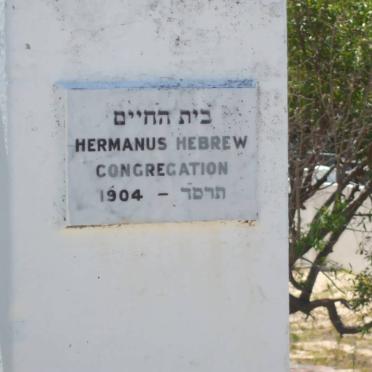 בית החיים
HERMANUS HEBREW
CONGREGATION
1904 – תרסד